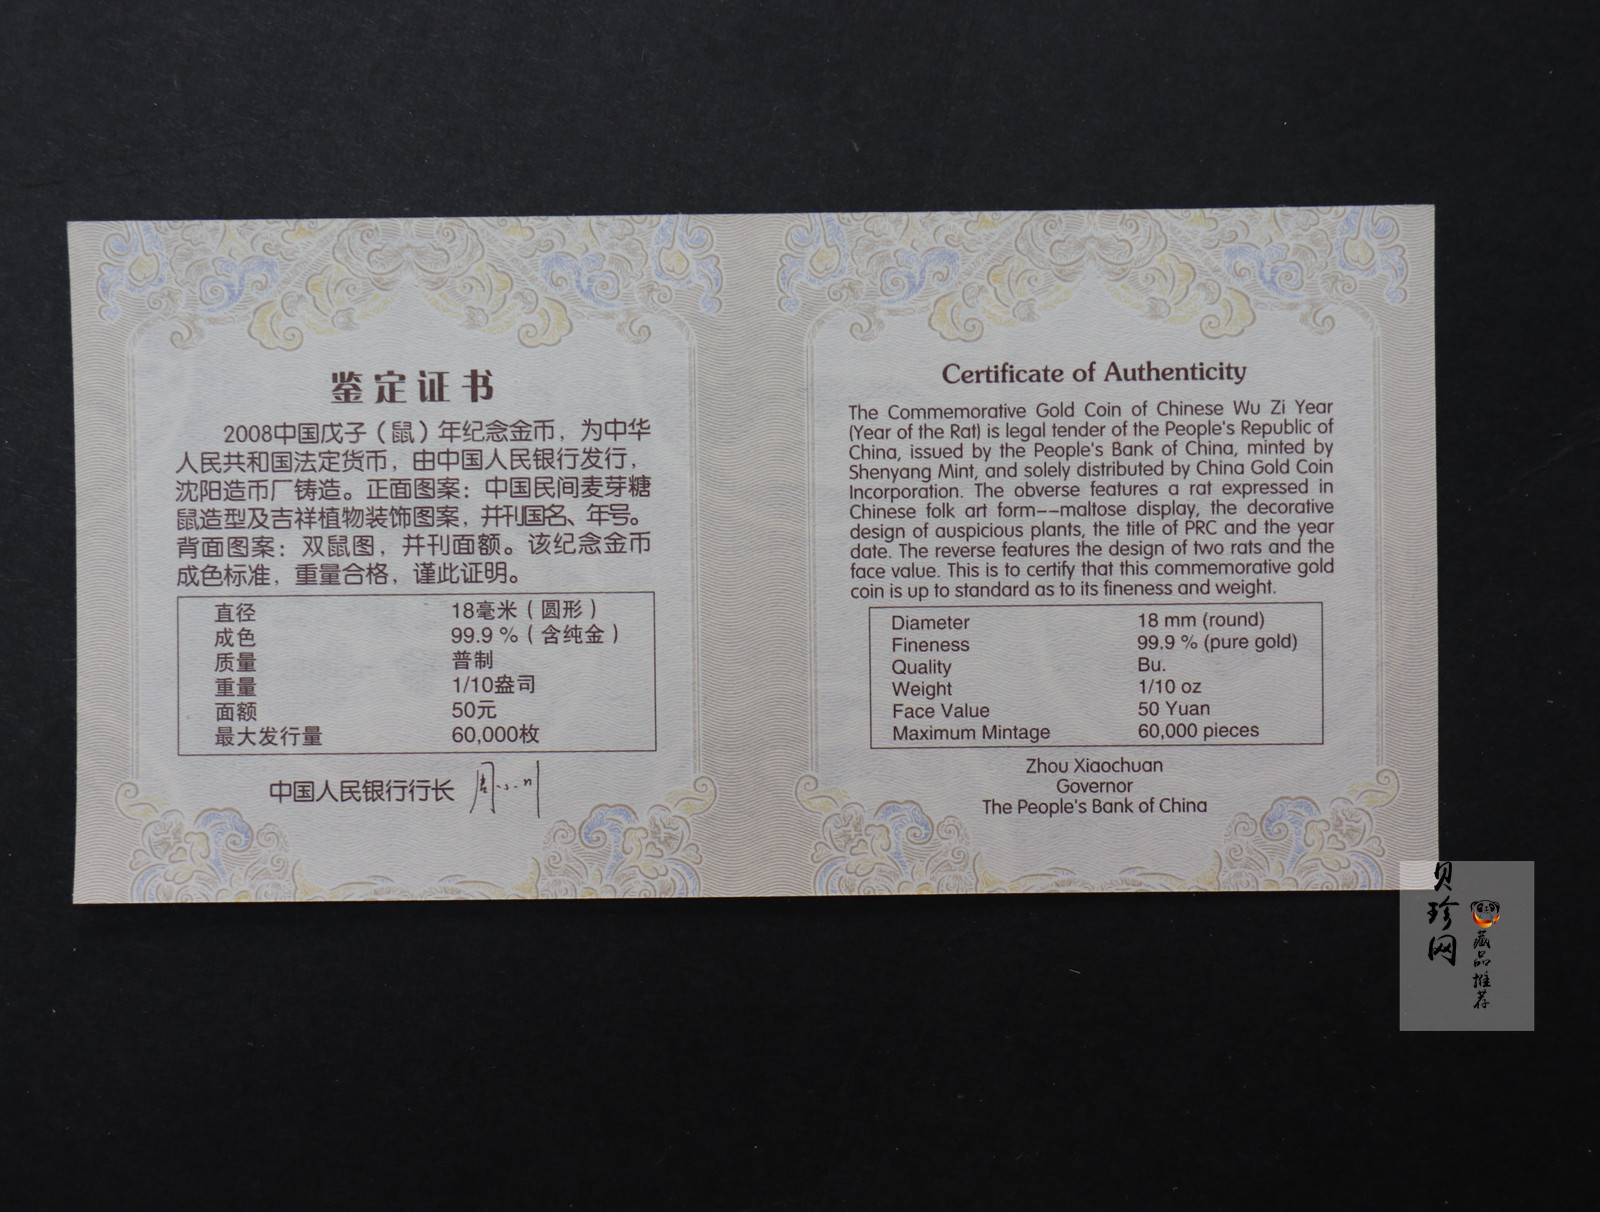 鉴定证书
2008中国戊子（鼠）年纪念金币，为中华
人民共和国法定货币，由中国人民银行发行，
沈阳造币厂铸造。正面图案：中国民间麦芽糖
鼠造型及吉祥植物装饰图案，并刊国名、年号。
背面图案：双鼠图，并刊面额。该纪念金币
成色标准，重量合格，谨此证明。
直径 18毫米（圆形）
成色 99.9 %（含纯金）
质量 普制
重量 1/10盎司
面额 50元
最大发行量 60,000枚
中国人民银行行长 周小川
Certificate of Authenticity
The Commemorative Gold Coin of Chinese Wu Zi Year
(Year of the Rat) is legal tender of the People's Republic of
China, issued by the People's Bank of China, minted by
Shenyang Mint, and solely distributed by China Gold Coin
Incorporation. The obverse features a rat expressed in
Chinese folk art form--maltose display, the decorative
design of auspicious plants, the title of PRC and the year
date. The reverse features the design of two rats and the
face value. This is to certify that this commemorative gold
coin is up to standard as to its fineness and weight.
Diameter 18 mm (round)
Fineness 99.9 % (pure gold)
Quality Bu.
Weight 1/10 oz
Face Value 50 Yuan
Maximum Mintage 60,000 pieces
Zhou Xiaochuan
Governor
The People's Bank of China
贝珍网
藏品推荐